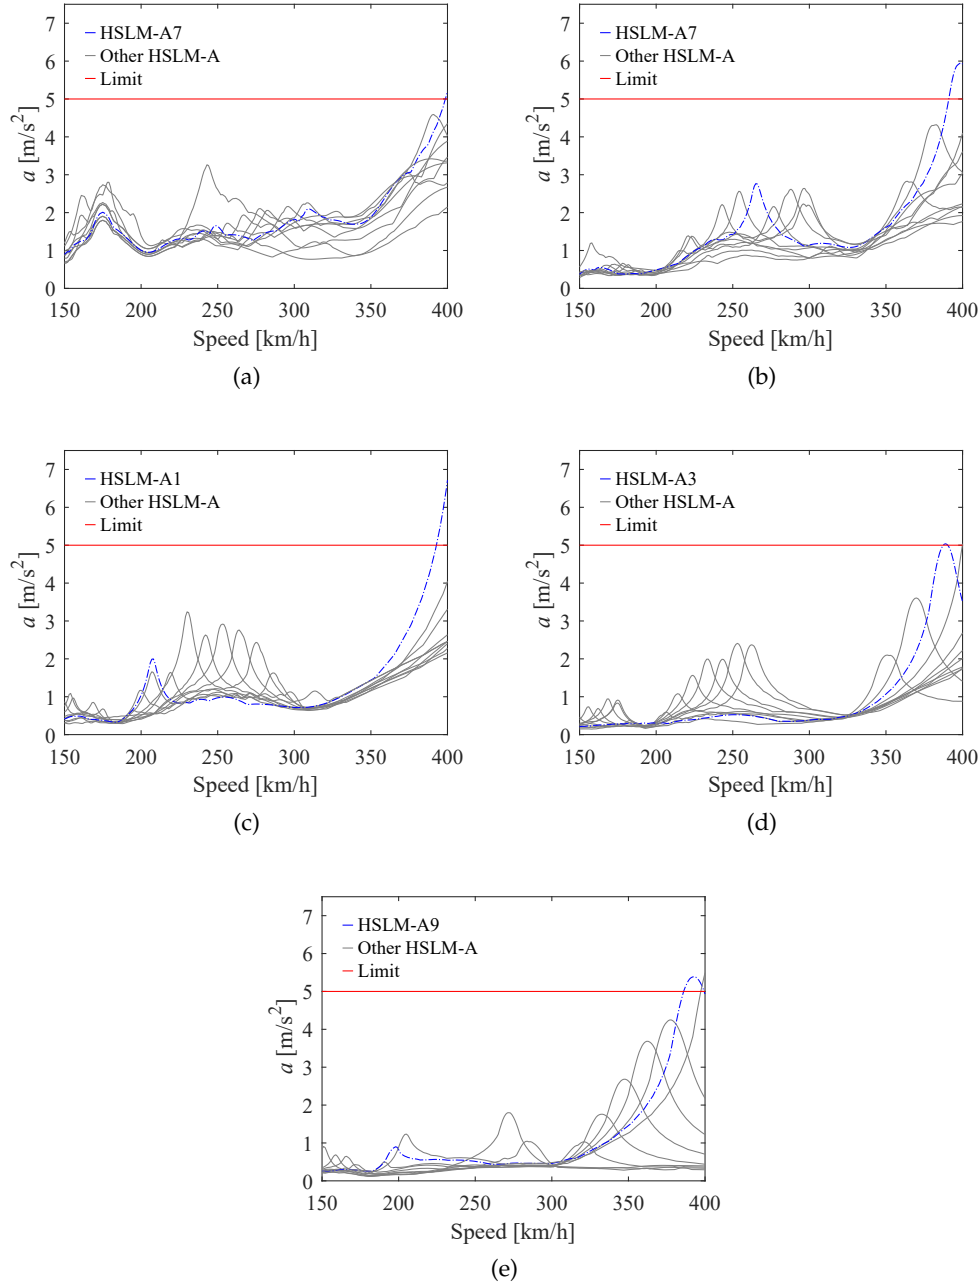 7
6
5
4
3
2
1
0
a [m/s²]
HSLM-A7
Other HSLM-A
Limit
150 200 250 300 350 400
Speed [km/h]
(a)
7
6
5
4
3
2
1
0
a [m/s²]
HSLM-A7
Other HSLM-A
Limit
150 200 250 300 350 400
Speed [km/h]
(b)
7
6
5
4
3
2
1
0
a [m/s²]
HSLM-A1
Other HSLM-A
Limit
150 200 250 300 350 400
Speed [km/h]
(c)
7
6
5
4
3
2
1
0
a [m/s²]
HSLM-A3
Other HSLM-A
Limit
150 200 250 300 350 400
Speed [km/h]
(d)
7
6
5
4
3
2
1
0
a [m/s²]
HSLM-A9
Other HSLM-A
Limit
150 200 250 300 350 400
Speed [km/h]
(e)